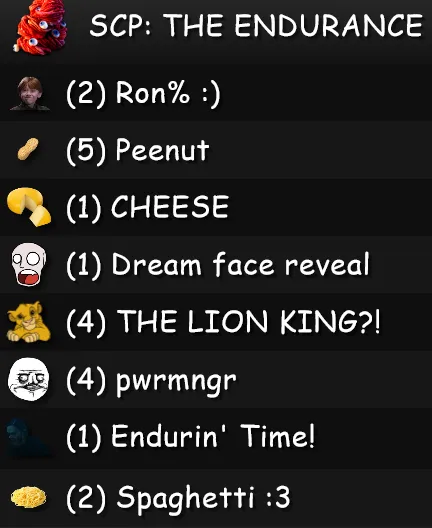 SCP: THE ENDURANCE
(2) Ron% :)
(5) Peenut
(1) CHEESE
(1) Dream face reveal
(4) THE LION KING?!
(4) pwrmngr
(1) Endurin' Time!
(2) Spaghetti :3